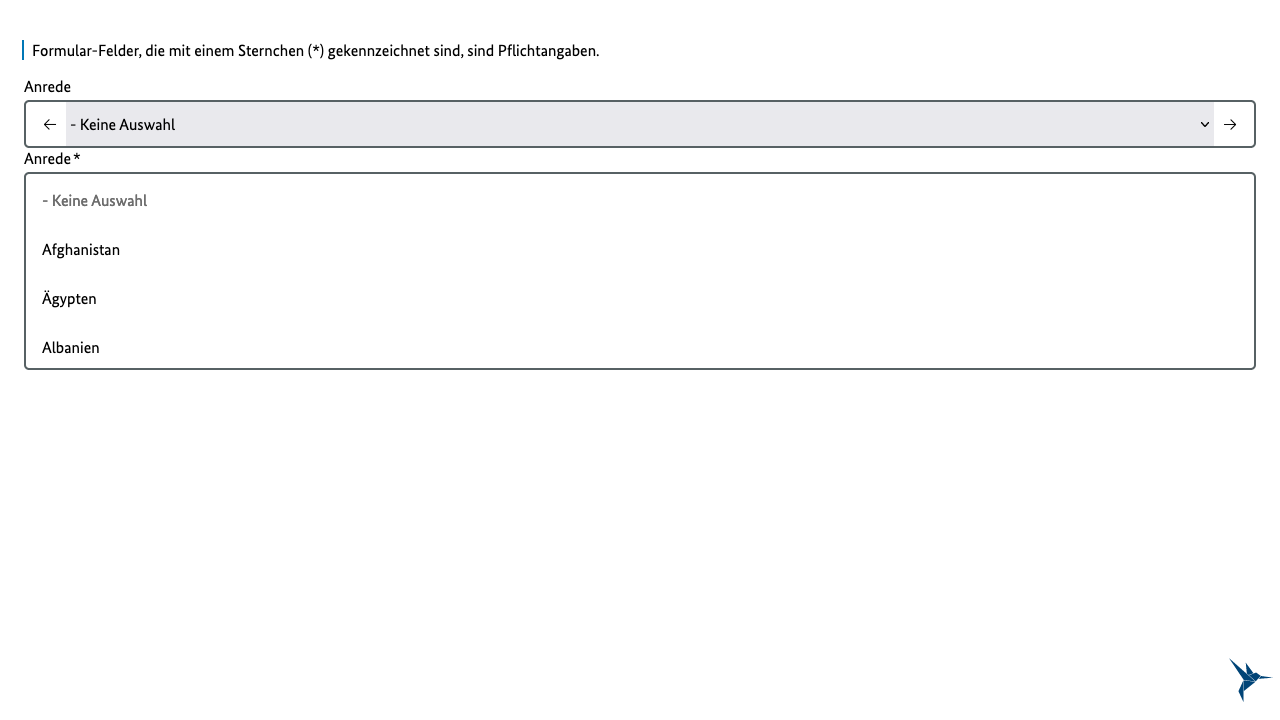 Formular-Felder, die mit einem Sternchen (*) gekennzeichnet sind, sind Pflichtangaben.
Anrede
- Keine Auswahl
Anrede*
- Keine Auswahl
Afghanistan
Ägypten
Albanien